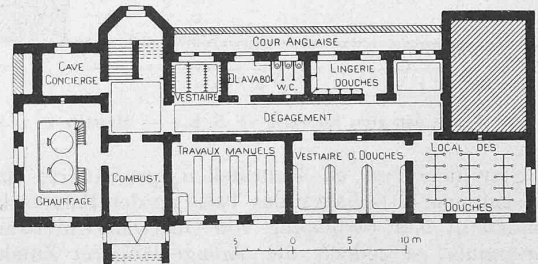 COUR ANGLAISE
CAVE
CONCIERGE
LAVABO
W.C.
LINGERIE
DOUCHES
VESTIAIRE
DÉGAGEMENT
TRAVAUX MANUELS
VESTIAIRE D. DOUCHES
LOCAL DES
DOUCHES
CHAUFFAGE
COMBUST.
5 0 5 10 m